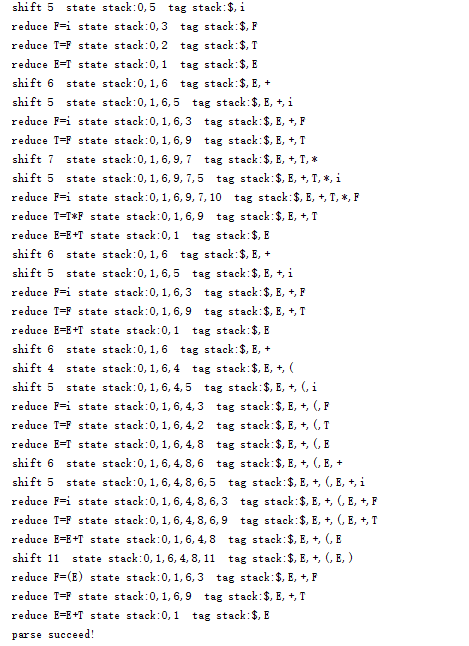 shift 5  state stack:0,5  tag stack:$,i
reduce F=i state stack:0,3  tag stack:$,F
reduce T=F state stack:0,2  tag stack:$,T
reduce E=T state stack:0,1  tag stack:$,E
shift 6  state stack:0,1,6  tag stack:$,E,+
shift 5  state stack:0,1,6,5  tag stack:$,E,+,i
reduce F=i state stack:0,1,6,3  tag stack:$,E,+,F
reduce T=F state stack:0,1,6,9  tag stack:$,E,+,T
shift 7  state stack:0,1,6,9,7  tag stack:$,E,+,T,*
shift 5  state stack:0,1,6,9,7,5  tag stack:$,E,+,T,*,i
reduce F=i state stack:0,1,6,9,7,10  tag stack:$,E,+,T,*,F
reduce T=T*F state stack:0,1,6,9  tag stack:$,E,+,T
reduce E=E+T state stack:0,1  tag stack:$,E
shift 6  state stack:0,1,6  tag stack:$,E,+
shift 5  state stack:0,1,6,5  tag stack:$,E,+,i
reduce F=i state stack:0,1,6,3  tag stack:$,E,+,F
reduce T=F state stack:0,1,6,9  tag stack:$,E,+,T
reduce E=E+T state stack:0,1  tag stack:$,E
shift 6  state stack:0,1,6  tag stack:$,E,+
shift 4  state stack:0,1,6,4  tag stack:$,E,+,(
shift 5  state stack:0,1,6,4,5  tag stack:$,E,+,(,i
reduce F=i state stack:0,1,6,4,3  tag stack:$,E,+,(,F
reduce T=F state stack:0,1,6,4,2  tag stack:$,E,+,(,T
reduce E=T state stack:0,1,6,4,8  tag stack:$,E,+,(,E
shift 6  state stack:0,1,6,4,8,6  tag stack:$,E,+,(,E,+
shift 5  state stack:0,1,6,4,8,6,5  tag stack:$,E,+,(,E,+,i
reduce F=i state stack:0,1,6,4,8,6,3  tag stack:$,E,+,(,E,+,F
reduce T=F state stack:0,1,6,4,8,6,9  tag stack:$,E,+,(,E,+,T
reduce E=E+T state stack:0,1,6,4,8  tag stack:$,E,+,(,E
shift 11  state stack:0,1,6,4,8,11  tag stack:$,E,+,(,E,)
reduce F=(E) state stack:0,1,6,3  tag stack:$,E,+,F
reduce T=F state stack:0,1,6,9  tag stack:$,E,+,T
reduce E=E+T state stack:0,1  tag stack:$,E
parse succeed!